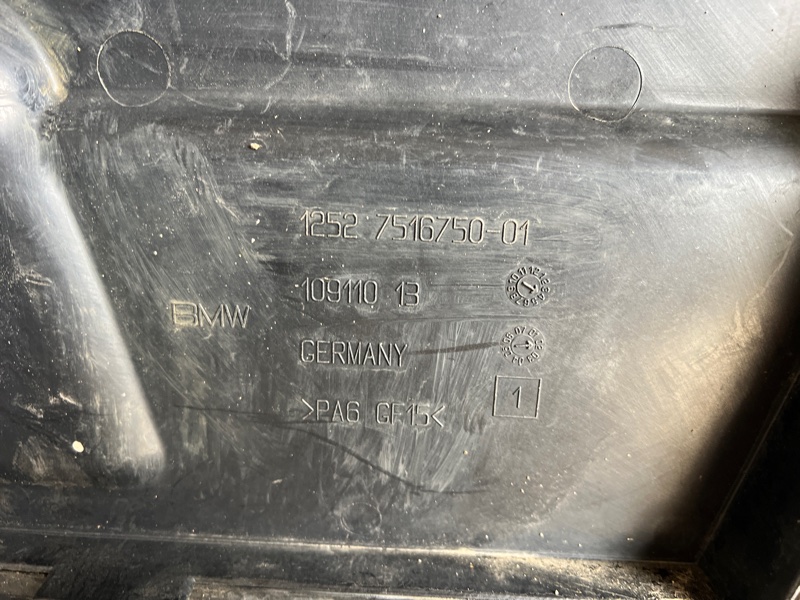 1252 7516750-01
109110 13
BMW
GERMANY
>PA6 GF15<
1